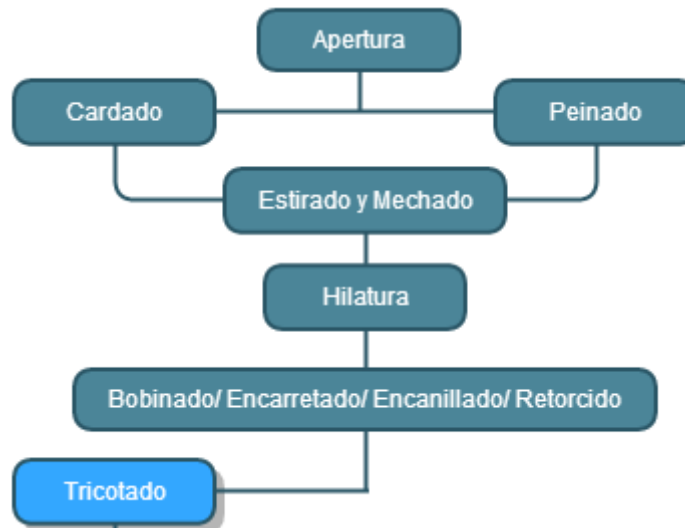 Apertura
Cardado
Peinado
Estirado y Mechado
Hilatura
Bobinado/ Encarretado/ Encanillado/ Retorcido
Tricotado